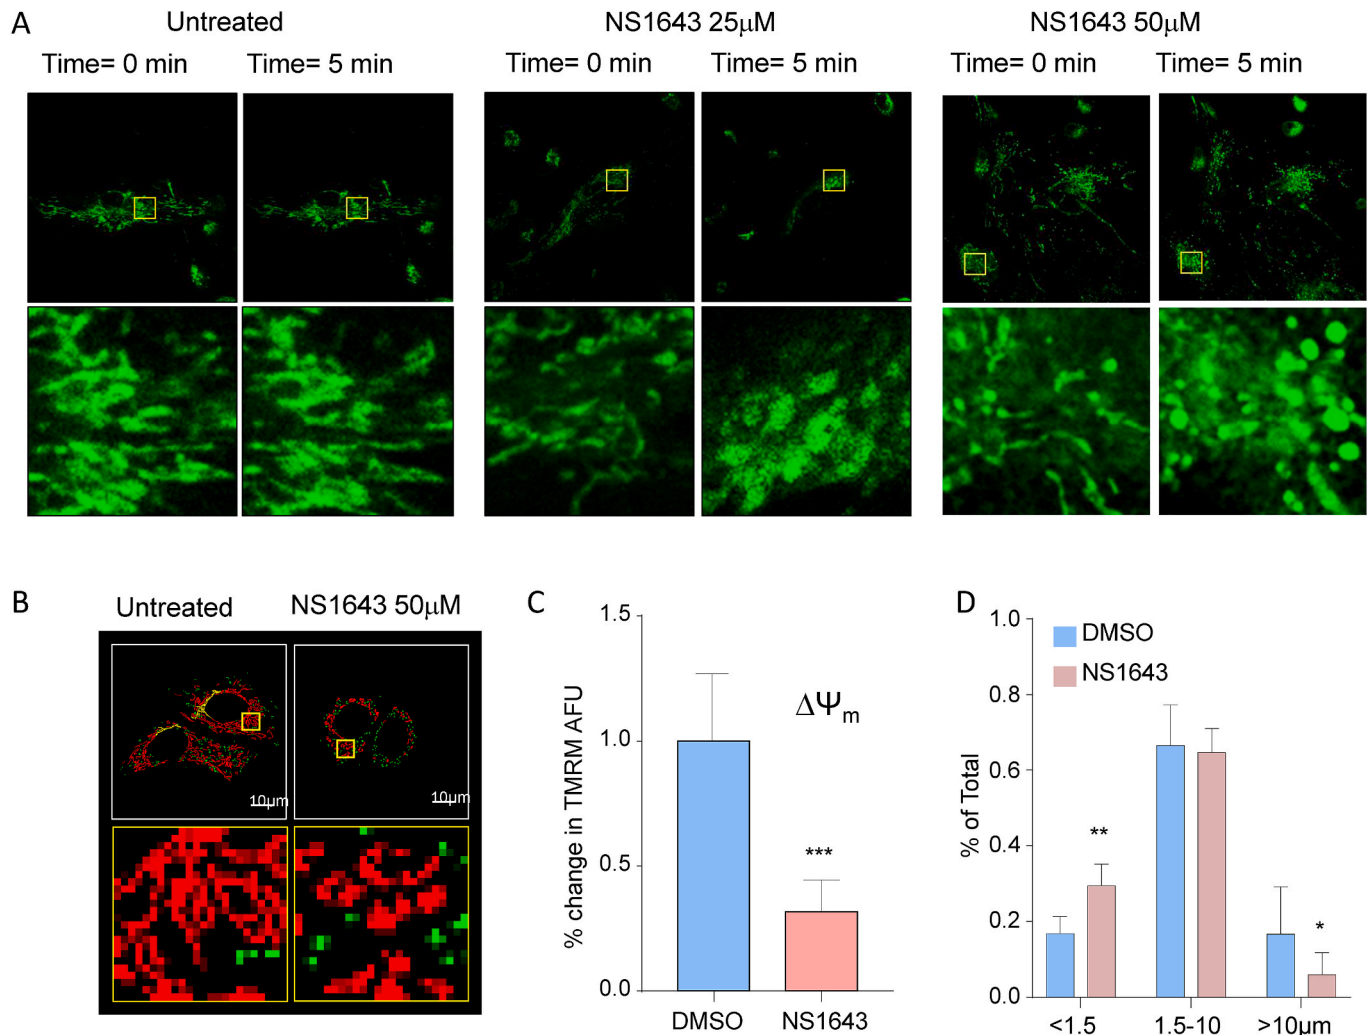 A
Untreated
NS1643 25μM
NS1643 50μM
Time= 0 min
Time= 5 min
Time= 0 min
Time= 5 min
Time= 0 min
Time= 5 min
B
Untreated
NS1643 50μM
10μm
10μm
C
1.5
1.0
0.5
0.0
% change in TMRM AFU
ΔΨm
***
DMSO
NS1643
D
1.0
0.8
0.6
0.4
0.2
0.0
% of Total
DMSO
NS1643
**
*
<1.5
1.5-10
>10μm